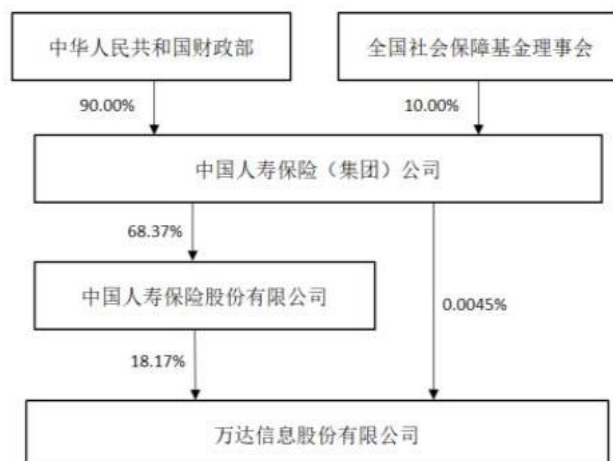 中华人民共和国财政部
全国社会保障基金理事会
90.00%
10.00%
中国人寿保险（集团）公司
68.37%
中国人寿保险股份有限公司
0.0045%
18.17%
万达信息股份有限公司